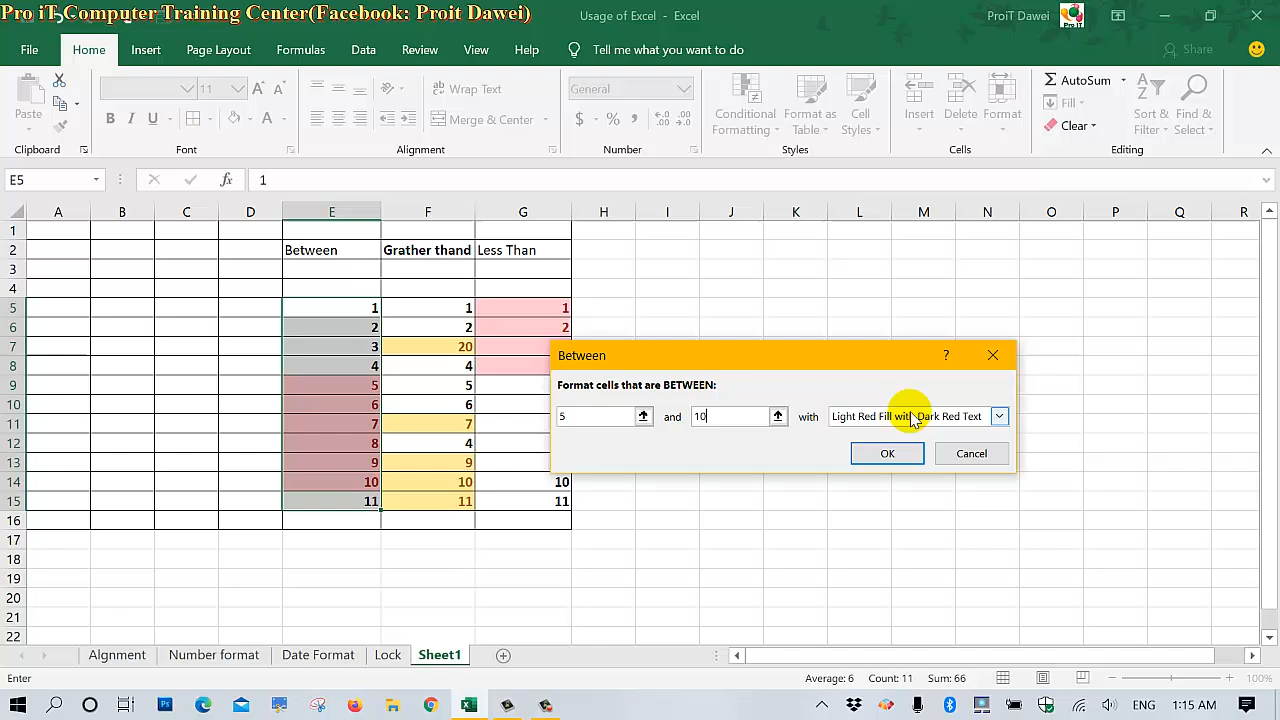 Pro iT Computer Training Center(Facebook: Proit Dawei)
Usage of Excel - Excel
ProiT Dawei
File Home Insert Page Layout Formulas Data Review View Help Tell me what you want to do Share
Paste
Clipboard
11
B I U A
Font
ab Wrap Text
Merge & Center
Alignment
General
$ % ,
Number
Conditional Formatting
Format as Table
Cell Styles
Styles
Insert Delete Format
Cells
AutoSum
Fill
Clear
Sort & Filter
Find & Select
Editing
E5 fx 1
A B C D E F G H I J K L M N O P Q R
1
2 Between Grather thand Less Than
3
4
5 1 1 1
6 2 2 2
7 3 20
8 4 4
9 5 5
10 6 6
11 7 7
12 8 4
13 9 9
14 10 10 10
15 11 11 11
16
17
18
19
20
21
22
Between ?
Format cells that are BETWEEN:
5 and 10 with Light Red Fill with Dark Red Text
OK Cancel
Alignment Number format Date Format Lock Sheet1
Enter Average: 6 Count: 11 Sum: 66 100%
ENG 1:15 AM